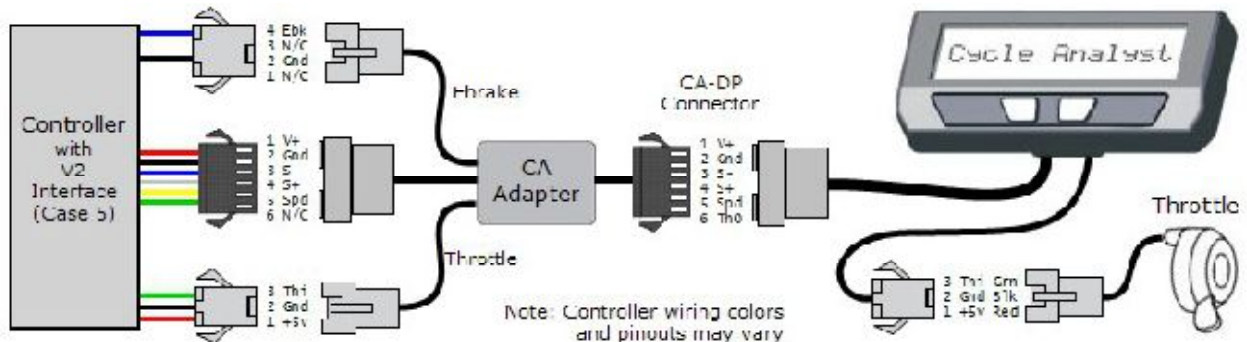 4 Ebk
3 N/C
2 Gnd
1 N/C
Ebrake
CA-DP
Connector
Cycle Analyst
Controller
with
V2
Interface
(Case 5)
1 V+
2 Gnd
3 S-
4 S+
5 Spd
6 N/C
CA
Adapter
1 V+
2 Gnd
3 S-
4 S+
5 Spd
6 Tho
Throttle
Throttle
3 Thr
2 Gnd
1 +5v
Note: Controller wiring colors
and pinouts may vary
3 Thr Grn
2 Gnd Blk
1 +5v Red